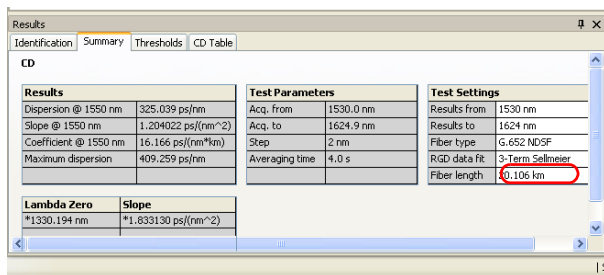 Results
Identification Summary Thresholds CD Table
CD
Results
Dispersion @ 1550 nm 325.039 ps/nm
Slope @ 1550 nm 1.204022 ps/(nm^2)
Coefficient @ 1550 nm 16.166 ps/(nm*km)
Maximum dispersion 409.259 ps/nm
Test Parameters
Acq. from 1530.0 nm
Acq. to 1624.9 nm
Step 2 nm
Averaging time 4.0 s
Test Settings
Results from 1530 nm
Results to 1624 nm
Fiber type G.652 NDSF
RGD data fit 3-Term Sellmeier
Fiber length 20.106 km
Lambda Zero Slope
*1330.194 nm *1.833130 ps/(nm^2)